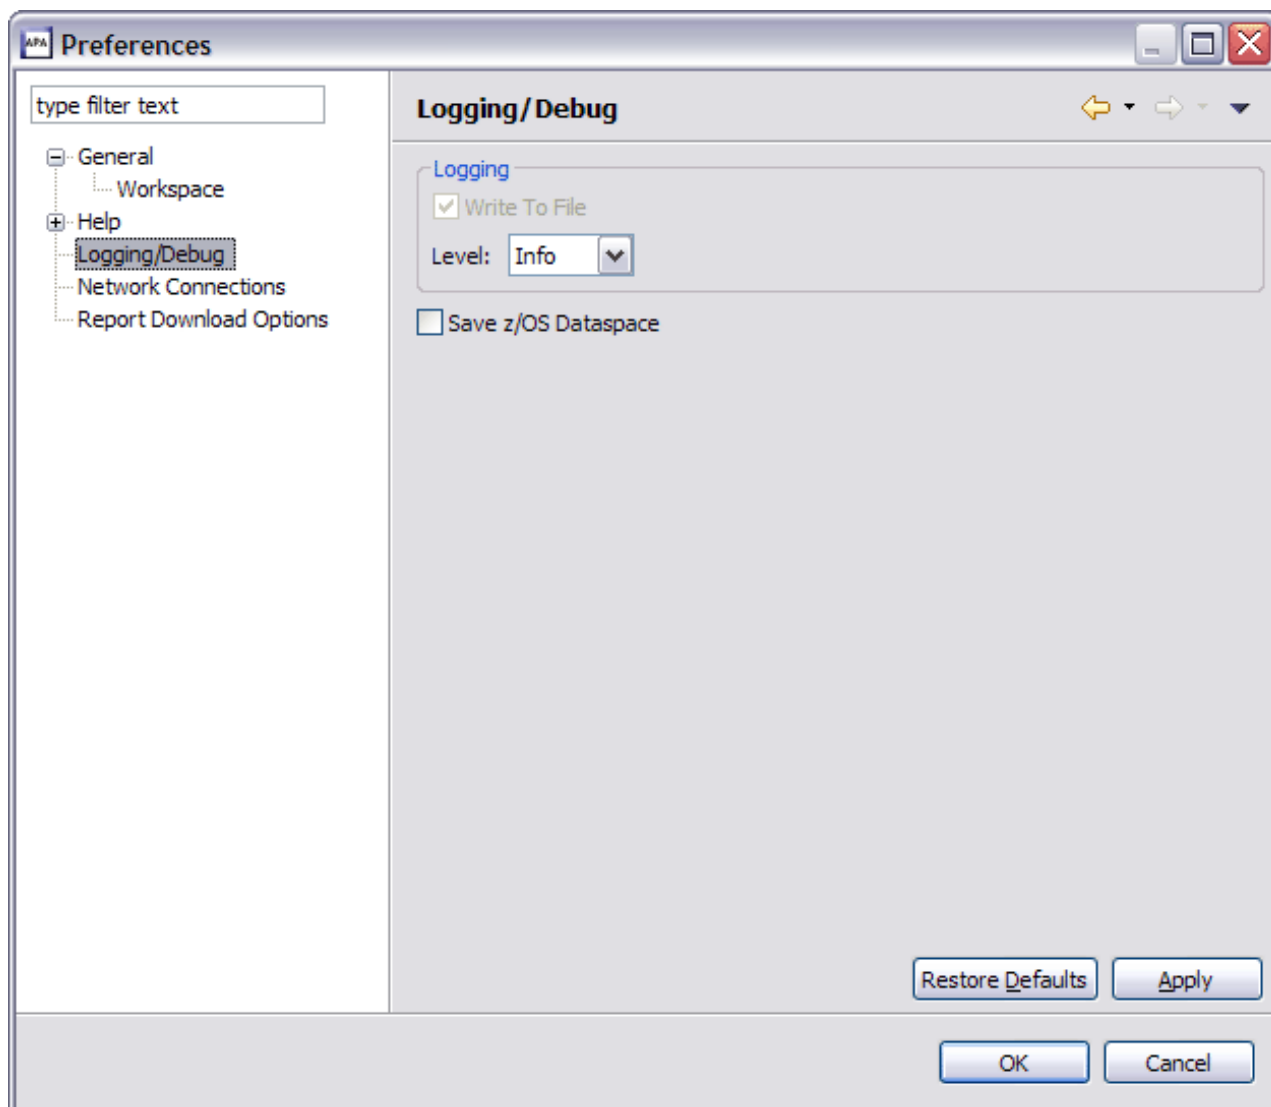 APA Preferences
type filter text
General
Workspace
Help
Logging/Debug
Network Connections
Report Download Options
Logging/Debug
Logging
Write To File
Level: Info
Save z/OS Dataspace
Restore Defaults Apply
OK Cancel